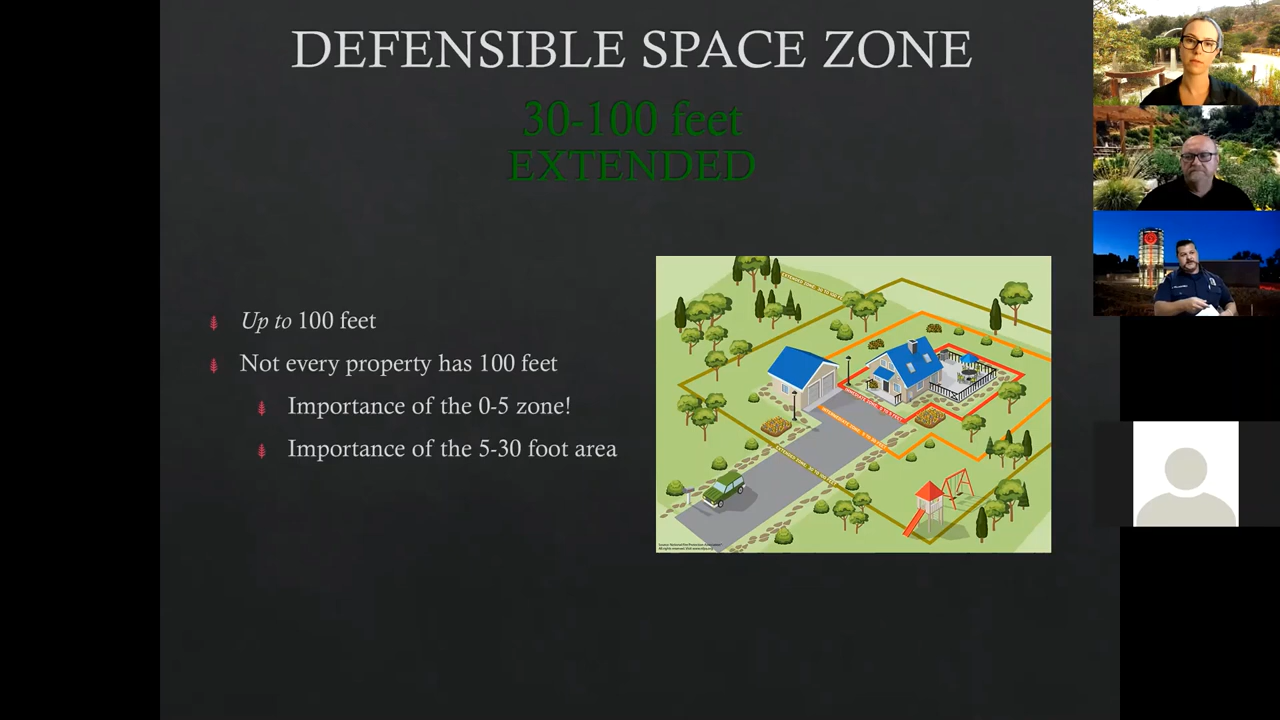 DEFENSIBLE SPACE ZONE
30-100 feet
EXTENDED
Up to 100 feet
Not every property has 100 feet
Importance of the 0-5 zone!
Importance of the 5-30 foot area